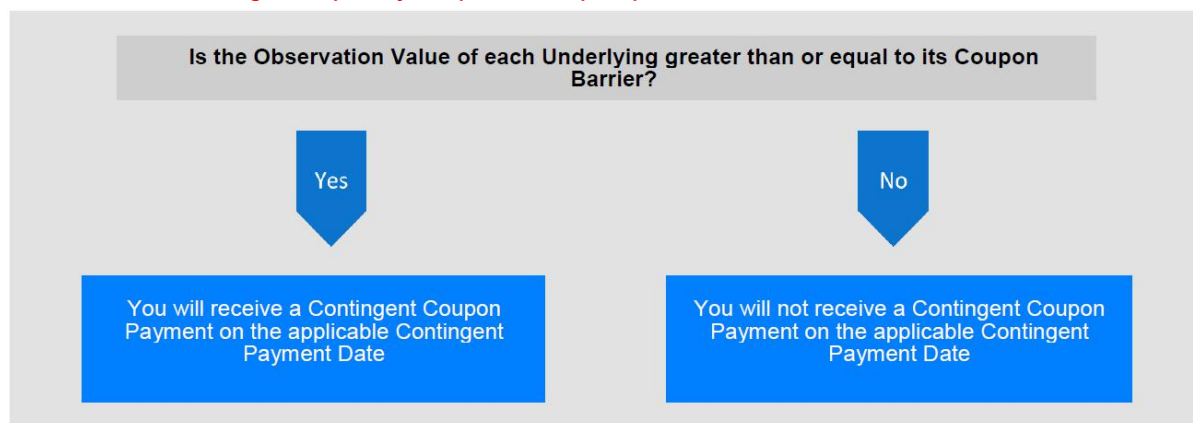 Is the Observation Value of each Underlying greater than or equal to its Coupon
Barrier?
Yes
No
You will receive a Contingent Coupon
Payment on the applicable Contingent
Payment Date
You will not receive a Contingent Coupon
Payment on the applicable Contingent
Payment Date